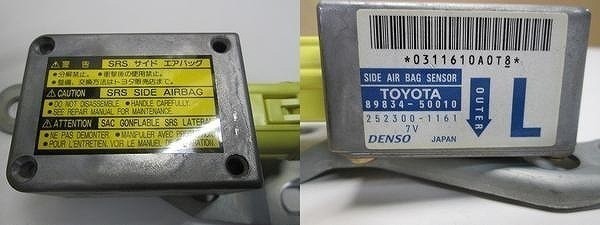 ⚠警告 SRS サイド エアバッグ
●分解禁止。●衝撃後の使用禁止。
●整備、交換方法はトヨタ販売店まで。
⚠CAUTION SRS SIDE AIRBAG
●DO NOT DISASSEMBLE. ●HANDLE CAREFULLY.
●SEE REPAIR MANUAL FOR MAINTENANCE
⚠ATTENTION SAC GONFLABLE SRS LATERAL
●NE PAS DEMONTER. ●MANIPULER AVEC
●POUR L'ENTRETIEN. VOIR LE MANUEL DE
*0311610A0T8*
SIDE AIR BAG SENSOR
TOYOTA
89834-50010
252300-1161
7V
DENSO JAPAN
OUTER
L